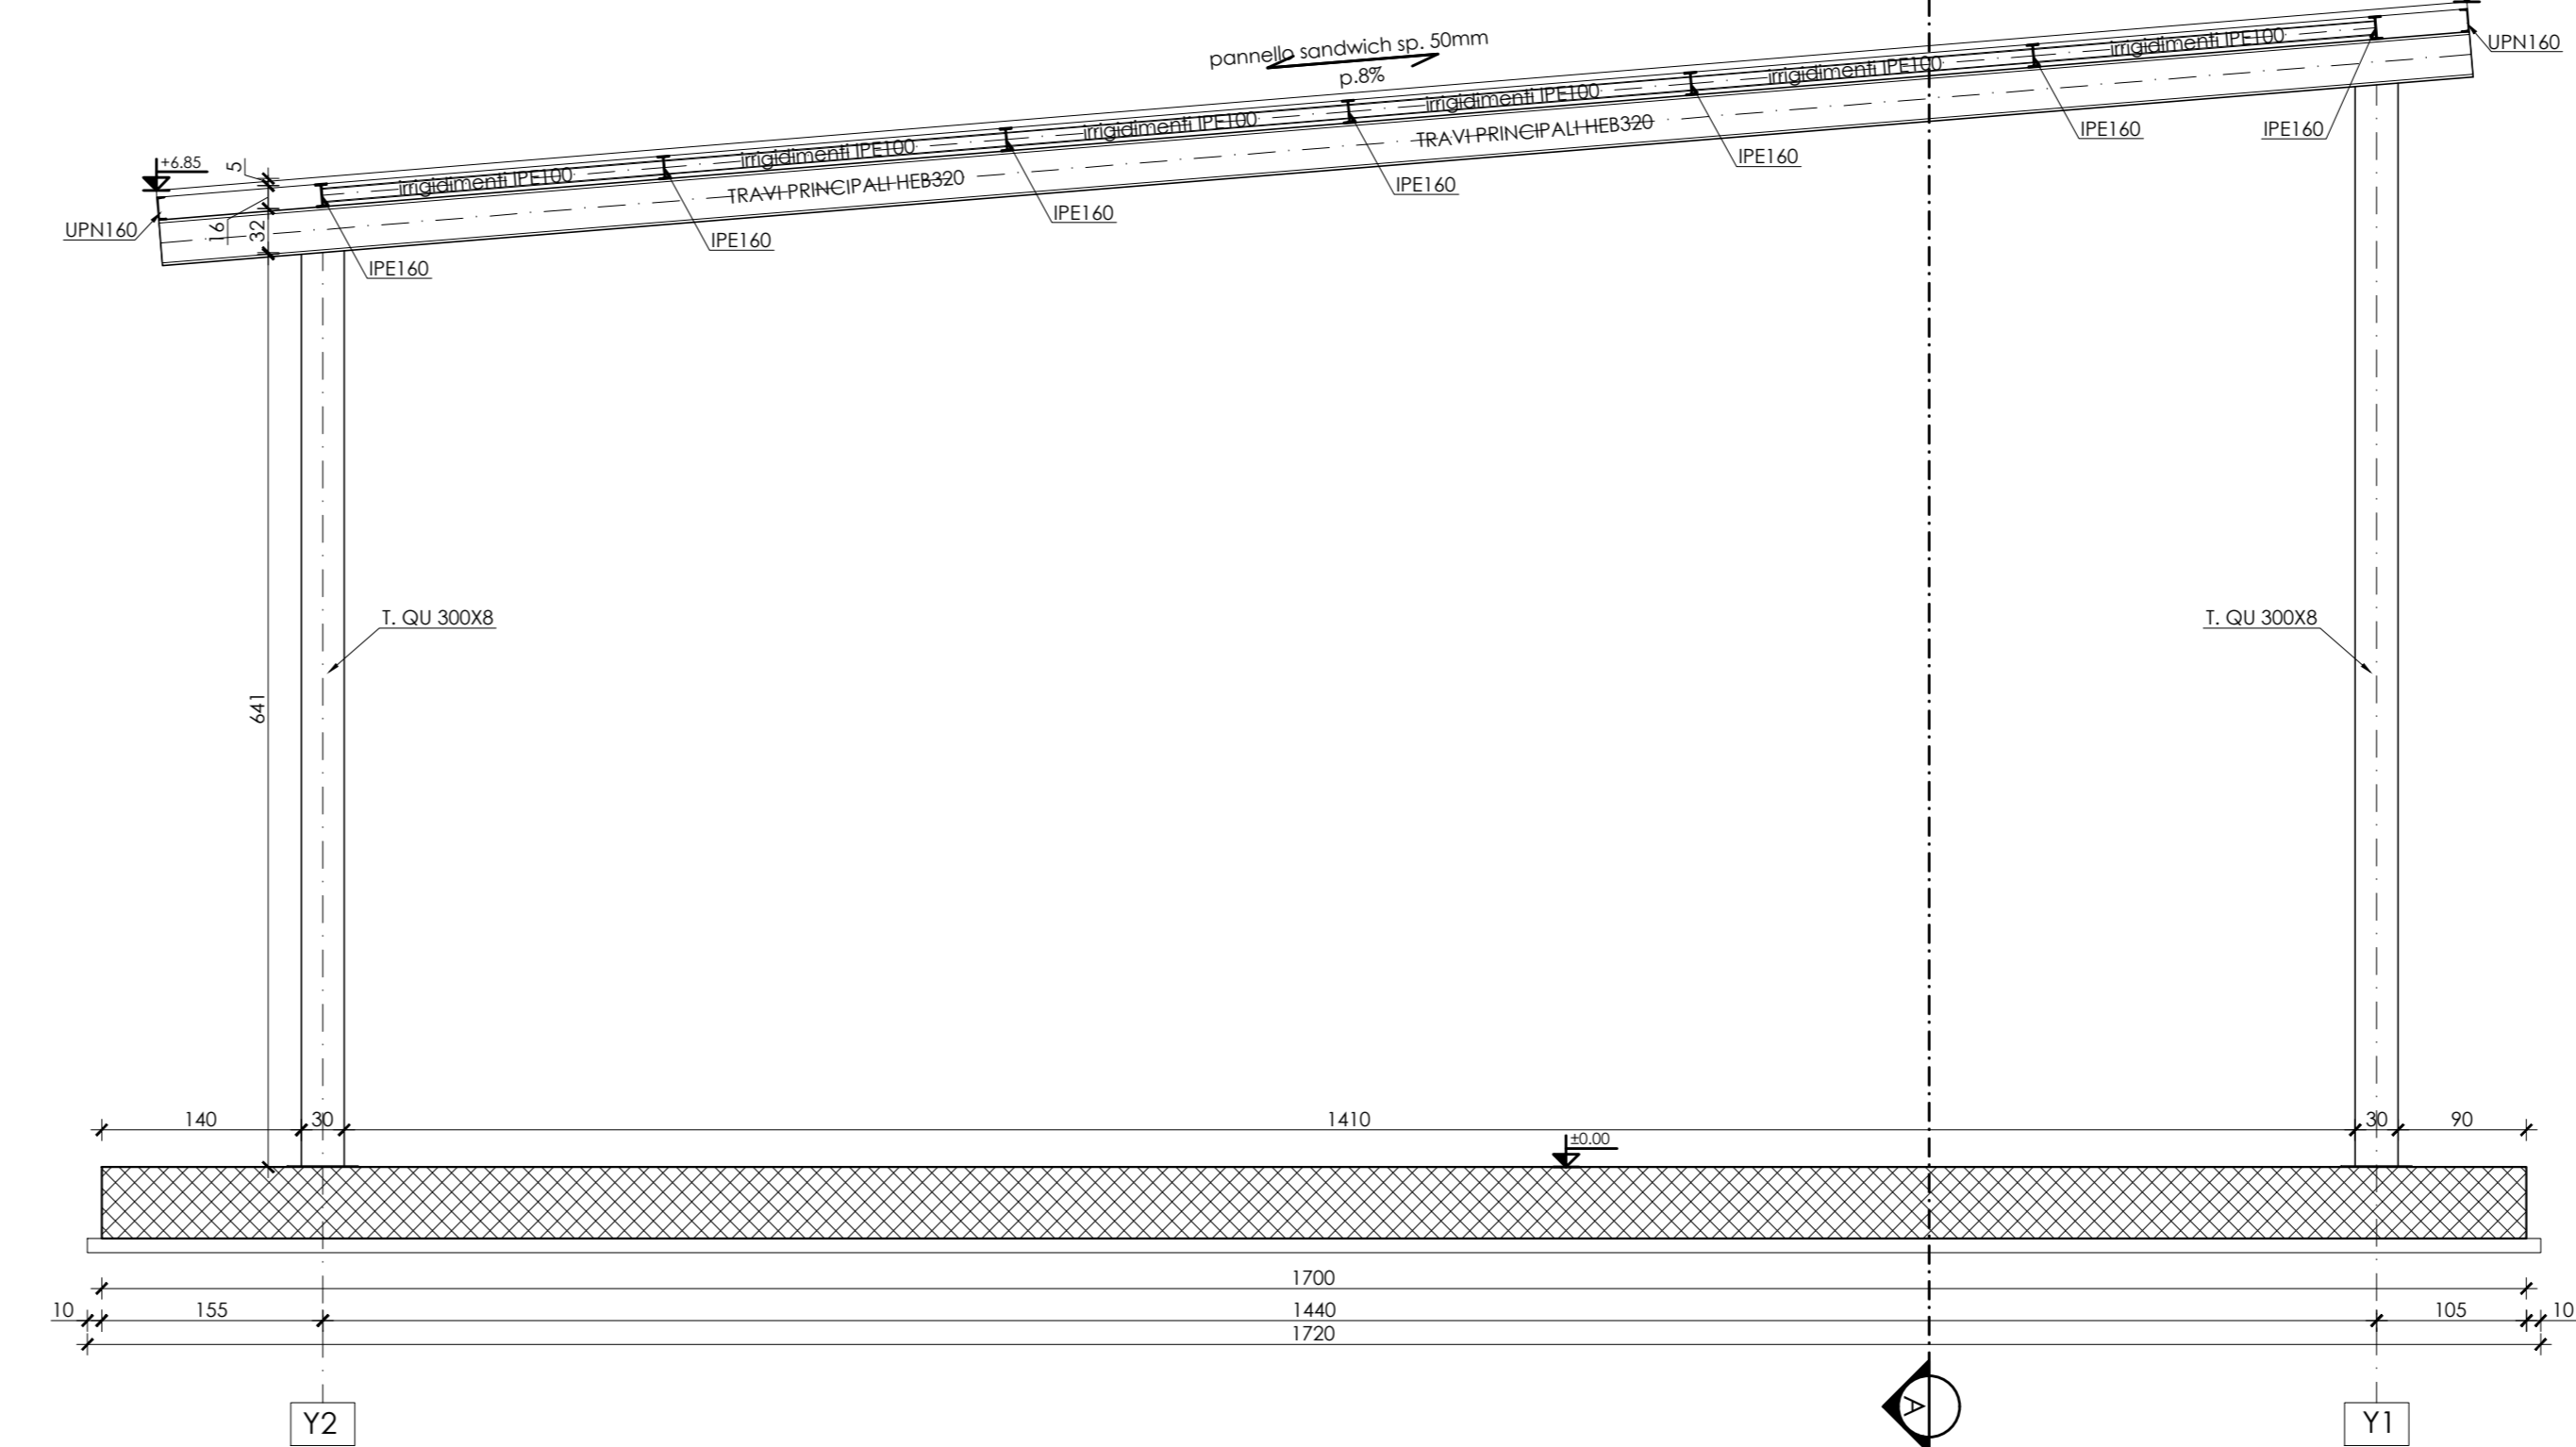 pannello sandwich sp. 50mm
p.8%
UPN160
irrigidimenti IPE100
irrigidimenti IPE100
irrigidimenti IPE100
irrigidimenti IPE100
irrigidimenti IPE100
irrigidimenti IPE100
TRAVI PRINCIPALI HEB320
TRAVI PRINCIPALI HEB320
IPE160
IPE160
IPE160
IPE160
IPE160
IPE160
IPE160
+6.85
5
16
32
UPN160
T. QU 300X8
T. QU 300X8
641
140
30
1410
30
90
±0.00
1700
10
155
1440
105
10
1720
Y2
A
Y1